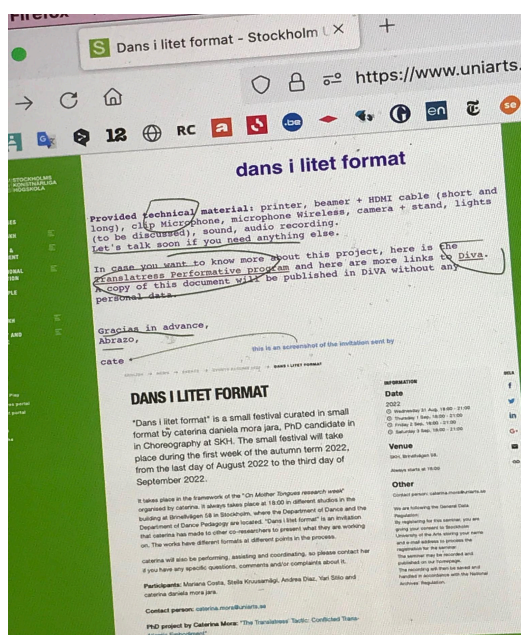 Dans i litet format - Stockholm
https://www.uniarts.
12
RC
a
.be
en
se
STOCKHOLMS
KONSTNÄRLIGA
HÖGSKOLA
dans i litet format
Provided technical material: printer, beamer + HDMI cable (short and
long), clip Microphone, microphone Wireless, camera + stand, lights
(to be discussed), sound, audio recording.
Let's talk soon if you need anything else.
In case you want to know more about this project, here is the
Translatress Performative program and here are more links to Diva.
A copy of this document will be published in DiVA without any
personal data.
Gracias in advance,
Abrazo,
cate
this is an screenshot of the invitation sent by
DANS I LITET FORMAT
DANS I LITET FORMAT
"Dans i litet format" is a small festival curated in small
format by caterina daniela mora jara, PhD candidate in
in Choreography at SKH. The small festival will take
place during the first week of the autumn term 2022,
from the last day of August 2022 to the third day of
September 2022.
It takes place in the framework of the "On Mother Tongues research week"
organised by caterina. It always takes place at 18:00 in different studios in the
building at Brinellvägen 58 in Stockholm, where the Department of Dance and the
Department of Dance Pedagogy are located. "Dans i litet format" is an invitation
that caterina has made to other co-researchers to present what they are working
on. The works have different formats at different points in the process.
caterina will also be performing, assisting and coordinating, so please contact her
if you have any specific questions, comments and/or complaints about it.
Participants: Mariana Costa, Stella Kruusamägi, Andrea Diaz, Yari Stilo and
caterina daniela mora jara.
Contact person: caterina.mora@uniarts.se
PhD project by Caterina Mora: "The Translatress' Tactic: Conflicted Trans-
INFORMATION
Date
2022
Wednesday 31 Aug, 18:00 - 21:00
Thursday 1 Sep, 18:00 - 21:00
Friday 2 Sep, 18:00 - 21:00
Saturday 3 Sep, 18:00 - 21:00
Venue
SKH, Brinellvägen 58.
Always starts at 18:00
Other
Contact person: caterina.mora@uniarts.se
We are following the General Data
Regulation:
By registering for this seminar, you are
giving your consent to Stockholm
University of the Arts storing your name
and e-mail address to process the
registration for the seminar.
The seminar may be recorded and
published on our homepage.
The recording will then be saved and
handled in accordance with the National
Archives' Regulation.
DELA